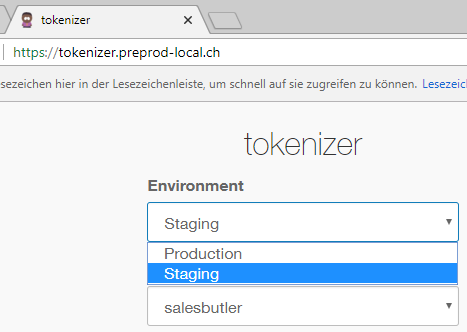 tokenizer
https://tokenizer.preprod-local.ch
esezeichen hier in der Lesezeichenleiste, um schnell auf sie zugreifen zu können. Lesezeic
tokenizer
Environment
Staging
Production
Staging
salesbutler